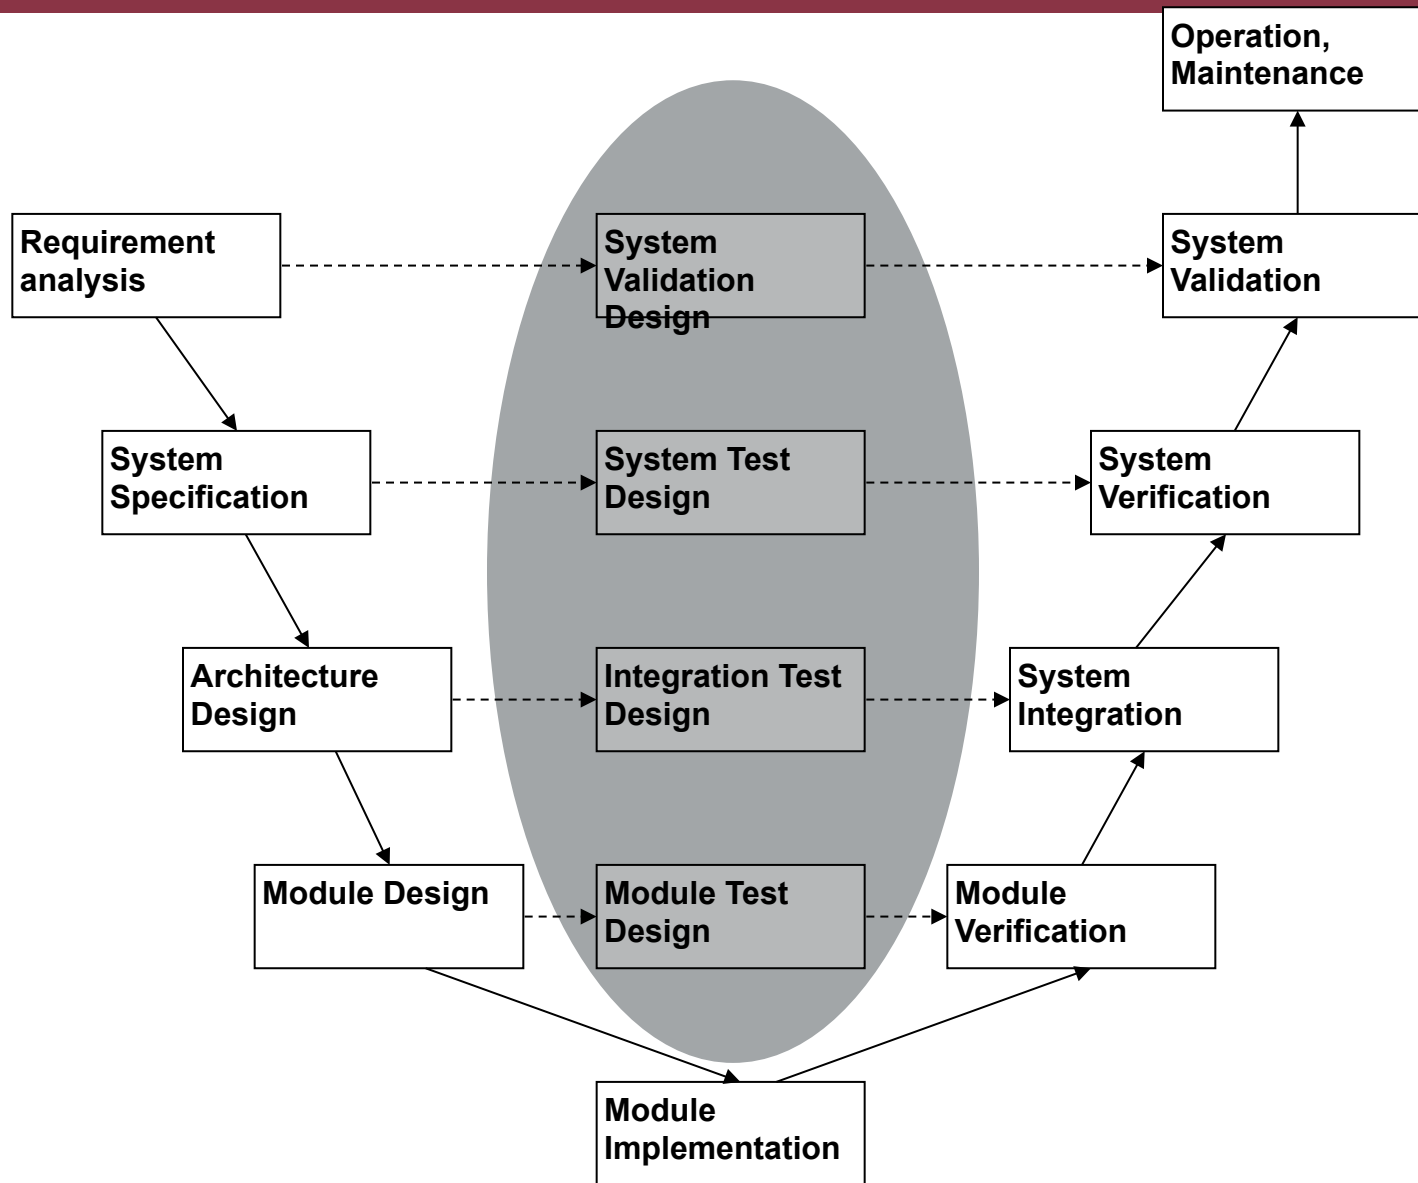 Operation,
Maintenance
Requirement
analysis
System
Validation
Design
System
Validation
System
Specification
System Test
Design
System
Verification
Architecture
Design
Integration Test
Design
System
Integration
Module Design
Module Test
Design
Module
Verification
Module
Implementation